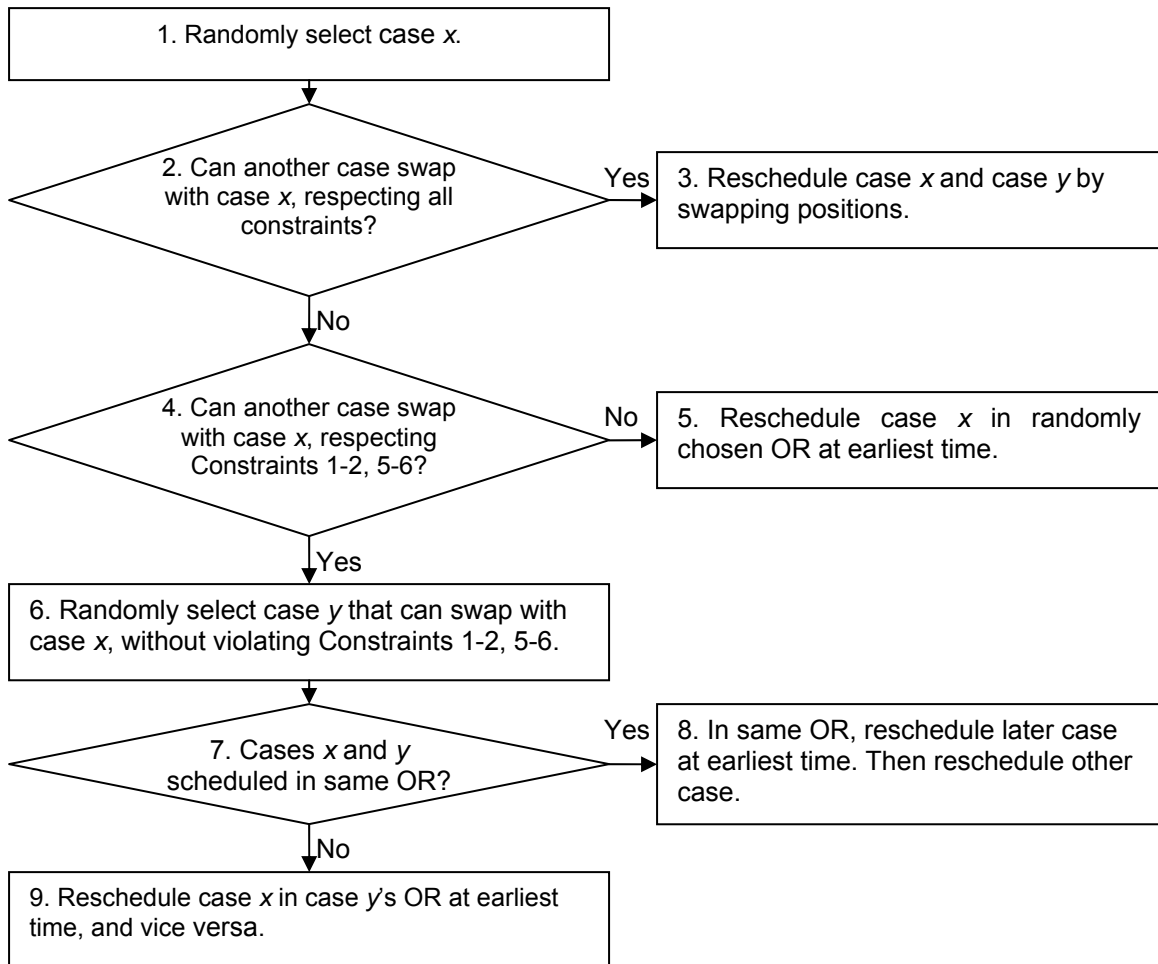 1. Randomly select case x.
2. Can another case swap
with case x, respecting all
constraints?
Yes
3. Reschedule case x and case y by
swapping positions.
No
4. Can another case swap
with case x, respecting
Constraints 1-2, 5-6?
No
5. Reschedule case x in randomly
chosen OR at earliest time.
Yes
6. Randomly select case y that can swap with
case x, without violating Constraints 1-2, 5-6.
7. Cases x and y
scheduled in same OR?
Yes
8. In same OR, reschedule later case
at earliest time. Then reschedule other
case.
No
9. Reschedule case x in case y's OR at earliest
time, and vice versa.